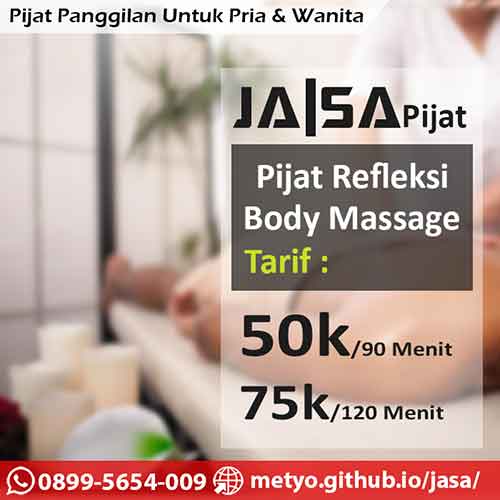 Pijat Panggilan Untuk Pria & Wanita
JA|SA Pijat
Pijat Refleksi
Body Massage
Tarif :
50k/90 Menit
75k/120 Menit
0899-5654-009 metyo.github.io/jasa/